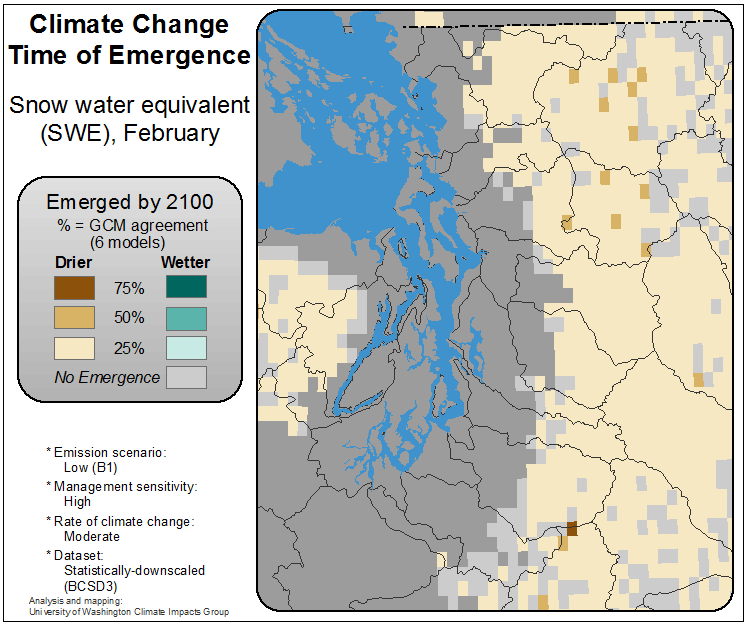 Climate Change
Time of Emergence
Snow water equivalent
(SWE), February
Emerged by 2100
% = GCM agreement
(6 models)
Drier Wetter
75%
50%
25%
No Emergence
* Emission scenario:
Low (B1)
* Management sensitivity:
High
* Rate of climate change:
Moderate
* Dataset:
Statistically-downscaled
(BCSD3)
Analysis and mapping:
University of Washington Climate Impacts Group